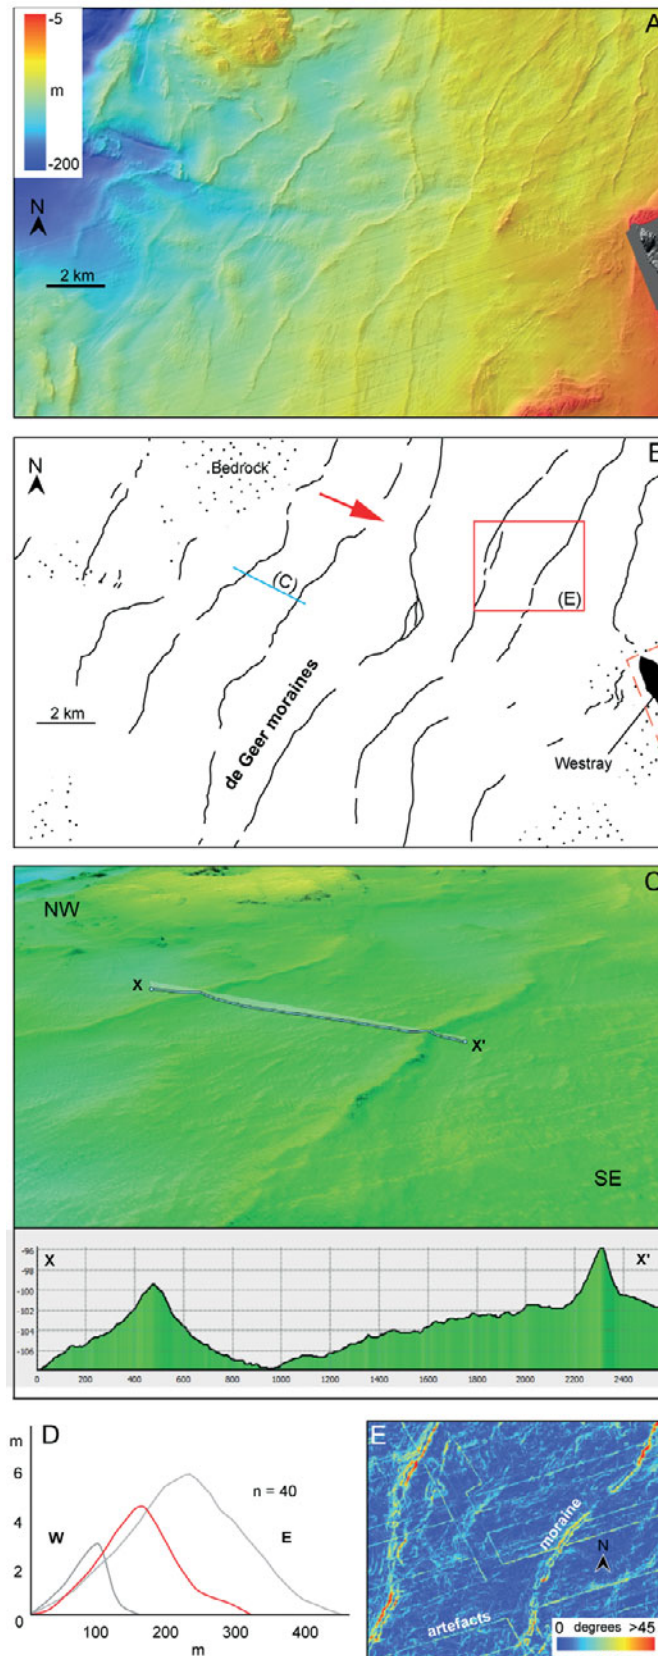 -5
A
m
-200
N
2 km
N
B
Bedrock
(C)
(E)
de Geer moraines
2 km
Westray
C
NW
X
X'
SE
X
X'
-96
-98
-100
-102
-104
-106
0
200
400
600
800
1000
1200
1400
1600
1800
2000
2200
2400
D
m
6
n = 40
4
W
E
2
0
100
200
300
400
m
E
moraine
N
artefacts
0 degrees >45